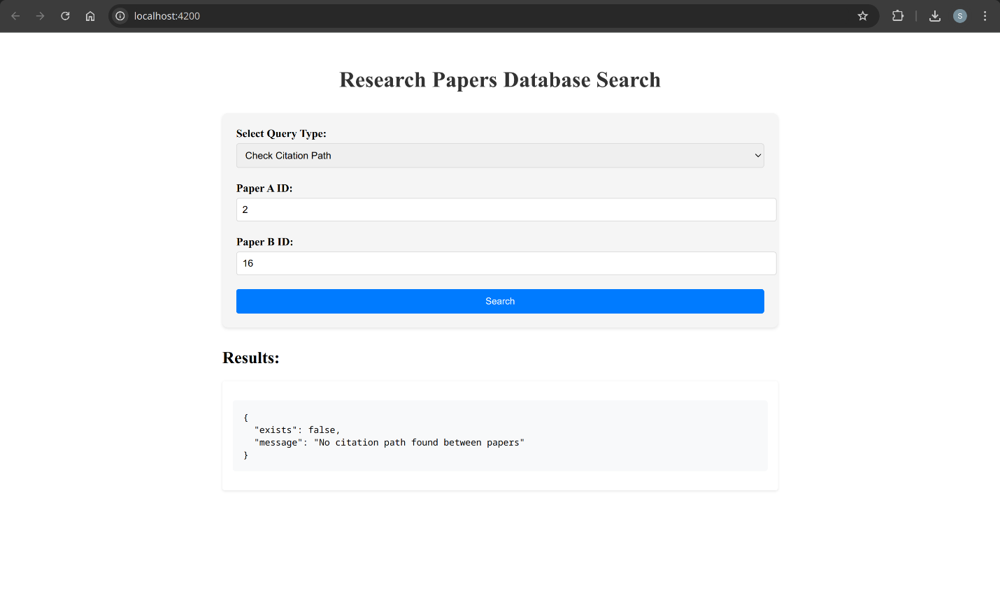 localhost:4200
S
Research Papers Database Search
Select Query Type:
Check Citation Path
Paper A ID:
2
Paper B ID:
16
Search
Results:
{
  "exists": false,
  "message": "No citation path found between papers"
}